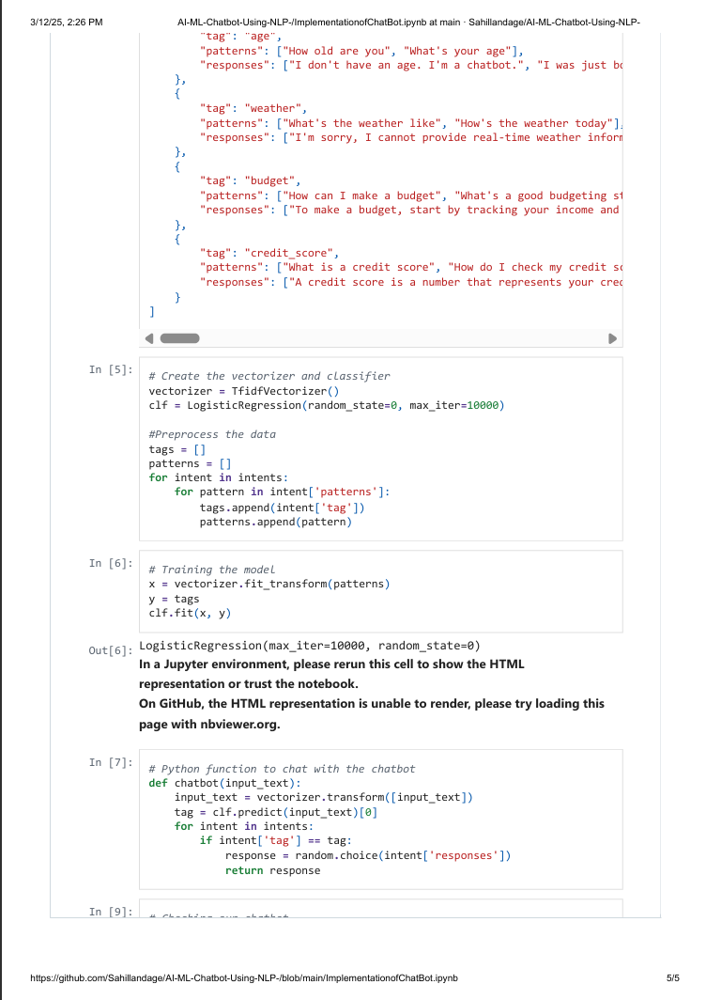 3/12/25, 2:26 PM AI-ML-Chatbot-Using-NLP-/ImplementationofChatBot.ipynb at main · Sahillandage/AI-ML-Chatbot-Using-NLP-
"tag": "age",
"patterns": ["How old are you", "What's your age"],
"responses": ["I don't have an age. I'm a chatbot.", "I was just bo
},
{
"tag": "weather",
"patterns": ["What's the weather like", "How's the weather today"],
"responses": ["I'm sorry, I cannot provide real-time weather inform
},
{
"tag": "budget",
"patterns": ["How can I make a budget", "What's a good budgeting st
"responses": ["To make a budget, start by tracking your income and
},
{
"tag": "credit_score",
"patterns": ["What is a credit score", "How do I check my credit sc
"responses": ["A credit score is a number that represents your cred
}
]
In [5]:
# Create the vectorizer and classifier
vectorizer = TfidfVectorizer()
clf = LogisticRegression(random_state=0, max_iter=10000)
#Preprocess the data
tags = []
patterns = []
for intent in intents:
for pattern in intent['patterns']:
tags.append(intent['tag'])
patterns.append(pattern)
In [6]:
# Training the model
x = vectorizer.fit_transform(patterns)
y = tags
clf.fit(x, y)
Out[6]: LogisticRegression(max_iter=10000, random_state=0)
In a Jupyter environment, please rerun this cell to show the HTML
representation or trust the notebook.
On GitHub, the HTML representation is unable to render, please try loading this
page with nbviewer.org.
In [7]:
# Python function to chat with the chatbot
def chatbot(input_text):
input_text = vectorizer.transform([input_text])
tag = clf.predict(input_text)[0]
for intent in intents:
if intent['tag'] == tag:
response = random.choice(intent['responses'])
return response
In [9]:
# Checking our chatbot
https://github.com/Sahillandage/AI-ML-Chatbot-Using-NLP-/blob/main/ImplementationofChatBot.ipynb 5/5